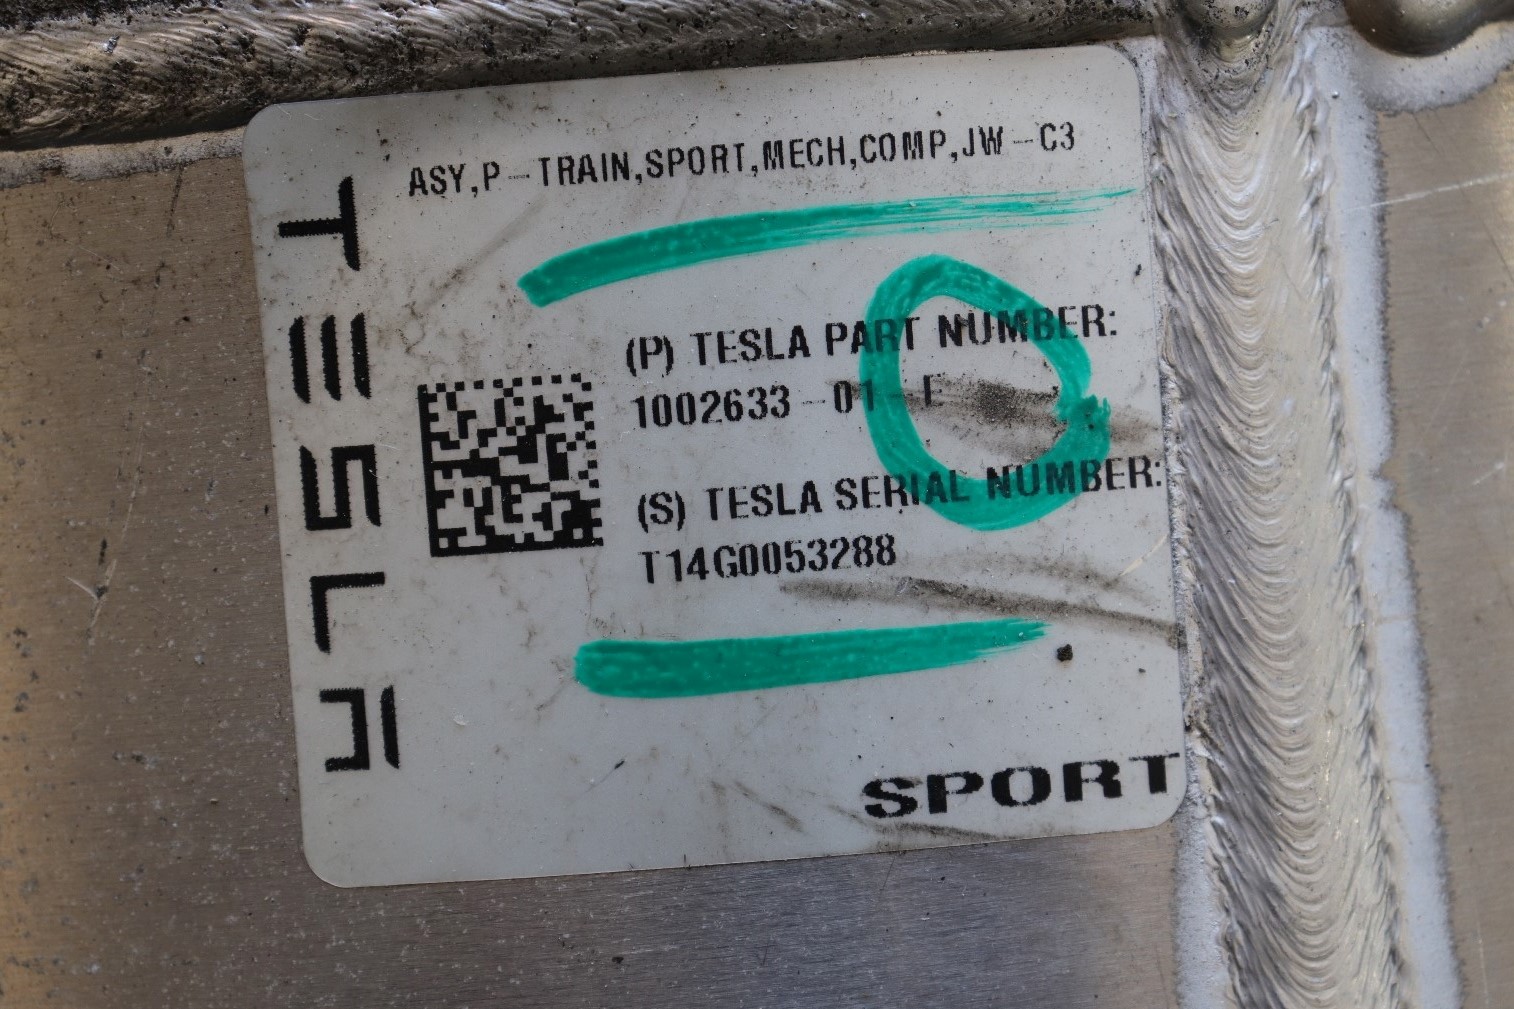 ASY,P-TRAIN,SPORT,MECH,COMP,JW-C3
TESLA
(P) TESLA PART NUMBER:
1002633-01-F
(S) TESLA SERIAL NUMBER:
T14G0053288
SPORT